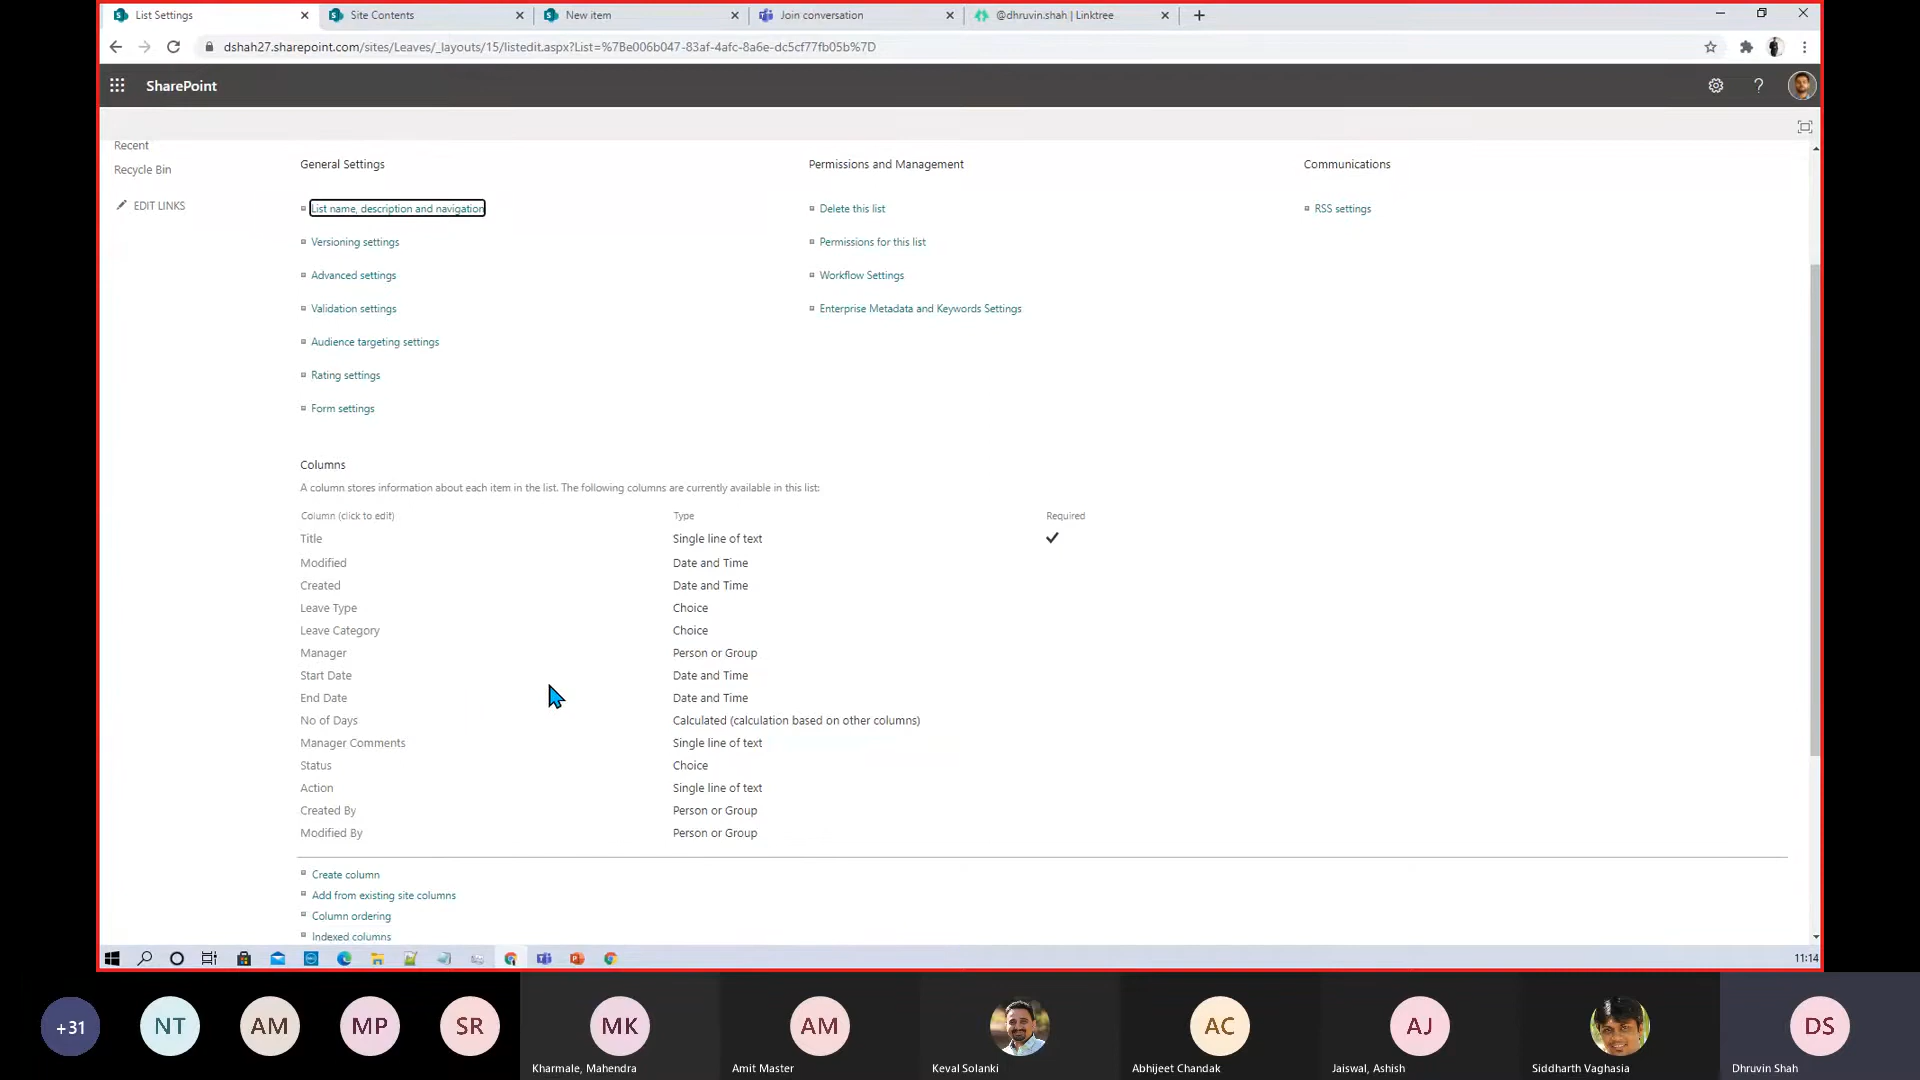 List Settings
Site Contents
New item
Join conversation
@dhruvin.shah | Linktree
dshah27.sharepoint.com/sites/Leaves/_layouts/15/listedit.aspx?List=%7Be006b047-83af-4afc-8a6e-dc5cf77fb05b%7D
SharePoint
Recent
Recycle Bin
EDIT LINKS
General Settings
List name, description and navigation
Versioning settings
Advanced settings
Validation settings
Audience targeting settings
Rating settings
Form settings
Permissions and Management
Delete this list
Permissions for this list
Workflow Settings
Enterprise Metadata and Keywords Settings
Communications
RSS settings
Columns
A column stores information about each item in the list. The following columns are currently available in this list:
Column (click to edit) Type Required
Title Single line of text
Modified Date and Time
Created Date and Time
Leave Type Choice
Leave Category Choice
Manager Person or Group
Start Date Date and Time
End Date Date and Time
No of Days Calculated (calculation based on other columns)
Manager Comments Single line of text
Status Choice
Action Single line of text
Created By Person or Group
Modified By Person or Group
Create column
Add from existing site columns
Column ordering
Indexed columns
11:14
+31
NT
AM
MP
SR
MK
AM
AC
AJ
DS
Kharmale, Mahendra
Amit Master
Keval Solanki
Abhijeet Chandak
Jaiswal, Ashish
Siddharth Vaghasia
Dhruvin Shah